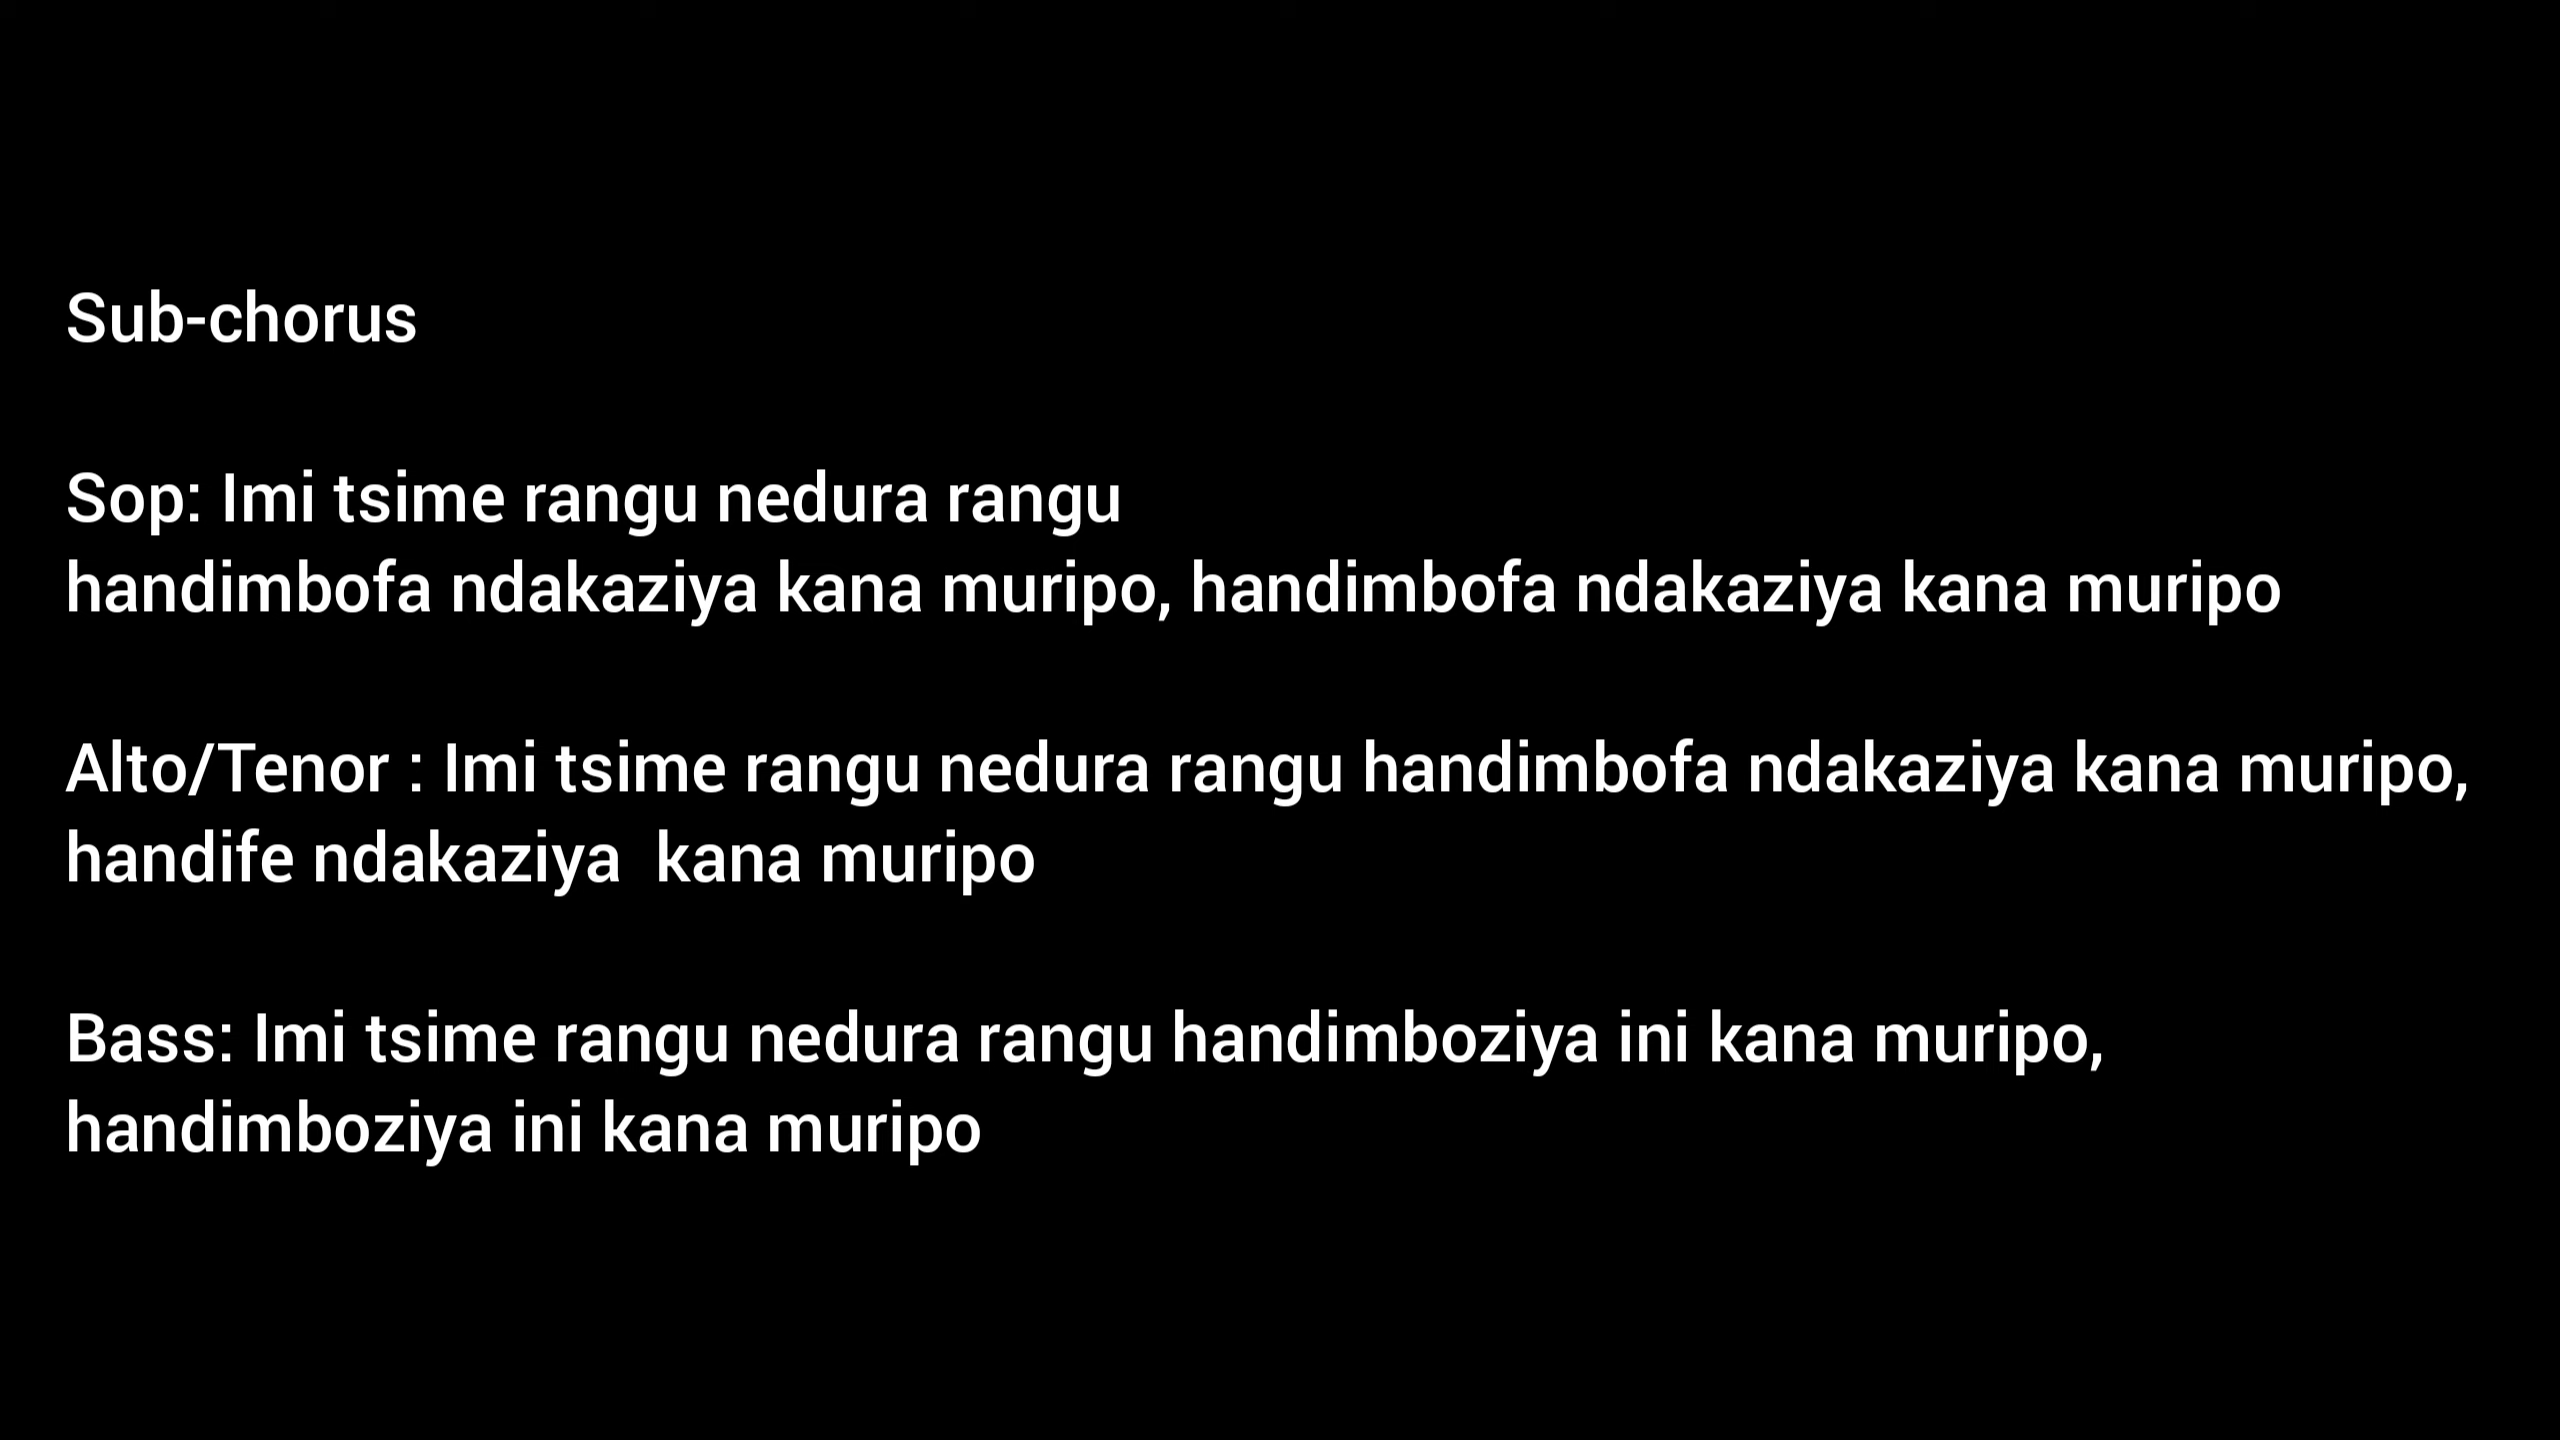 Sub-chorus
Sop: Imi tsime rangu nedura rangu
handimbofa ndakaziya kana muripo, handimbofa ndakaziya kana muripo
Alto/Tenor : Imi tsime rangu nedura rangu handimbofa ndakaziya kana muripo,
handife ndakaziya  kana muripo
Bass: Imi tsime rangu nedura rangu handimboziya ini kana muripo,
handimboziya ini kana muripo